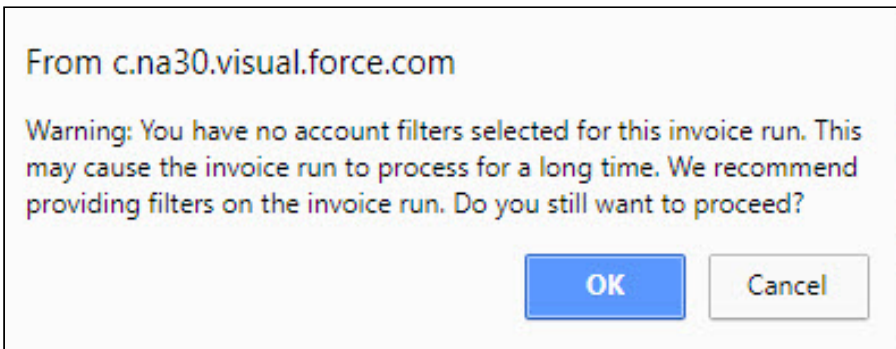 From c.na30.visual.force.com
Warning: You have no account filters selected for this invoice run. This
may cause the invoice run to process for a long time. We recommend
providing filters on the invoice run. Do you still want to proceed?
OK
Cancel